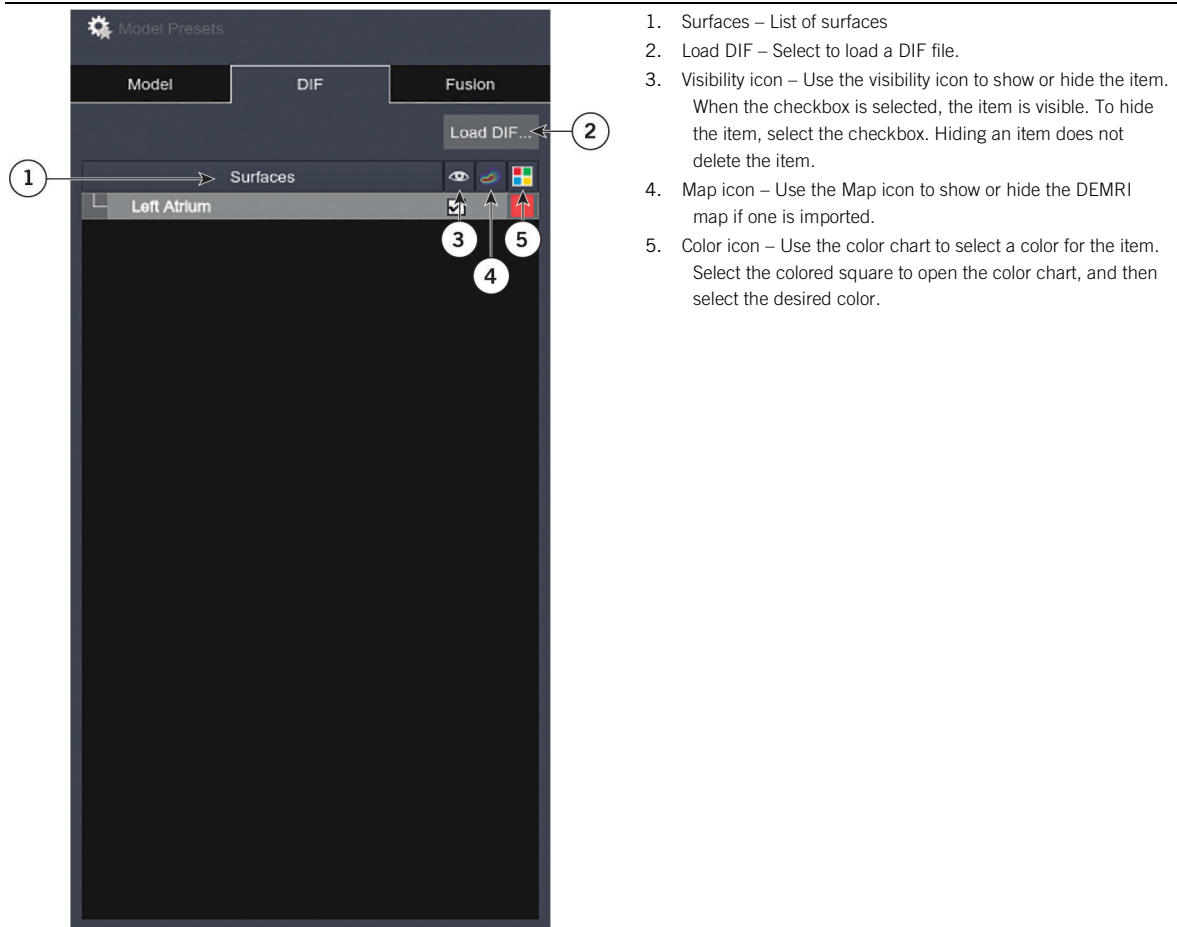 Model Presets
Model DIF Fusion
Load DIF...
2
1
Surfaces
Left Atrium
3
5
4
1. Surfaces – List of surfaces
2. Load DIF – Select to load a DIF file.
3. Visibility icon – Use the visibility icon to show or hide the item.
When the checkbox is selected, the item is visible. To hide
the item, select the checkbox. Hiding an item does not
delete the item.
4. Map icon – Use the Map icon to show or hide the DEMRI
map if one is imported.
5. Color icon – Use the color chart to select a color for the item.
Select the colored square to open the color chart, and then
select the desired color.